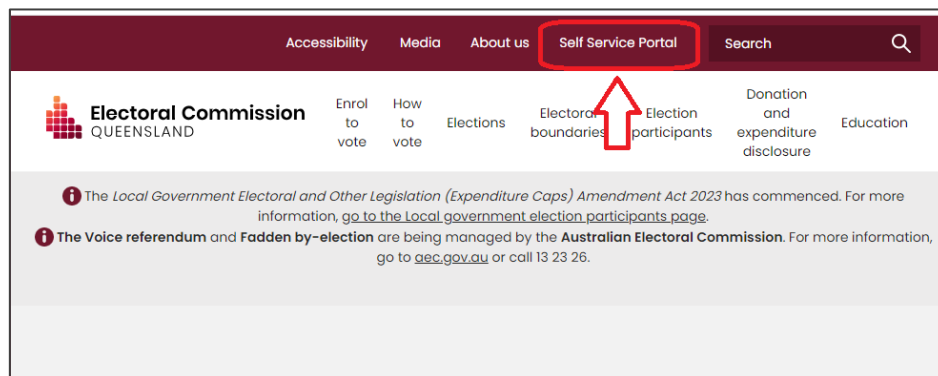 Accessibility Media About us Self Service Portal Search
Electoral Commission
QUEENSLAND
Enrol
to
vote
How
to
vote
Elections
Electoral
boundaries
Election
participants
Donation
and
expenditure
disclosure
Education
The Local Government Electoral and Other Legislation (Expenditure Caps) Amendment Act 2023 has commenced. For more
information, go to the Local government election participants page.
The Voice referendum and Fadden by-election are being managed by the Australian Electoral Commission. For more information,
go to aec.gov.au or call 13 23 26.